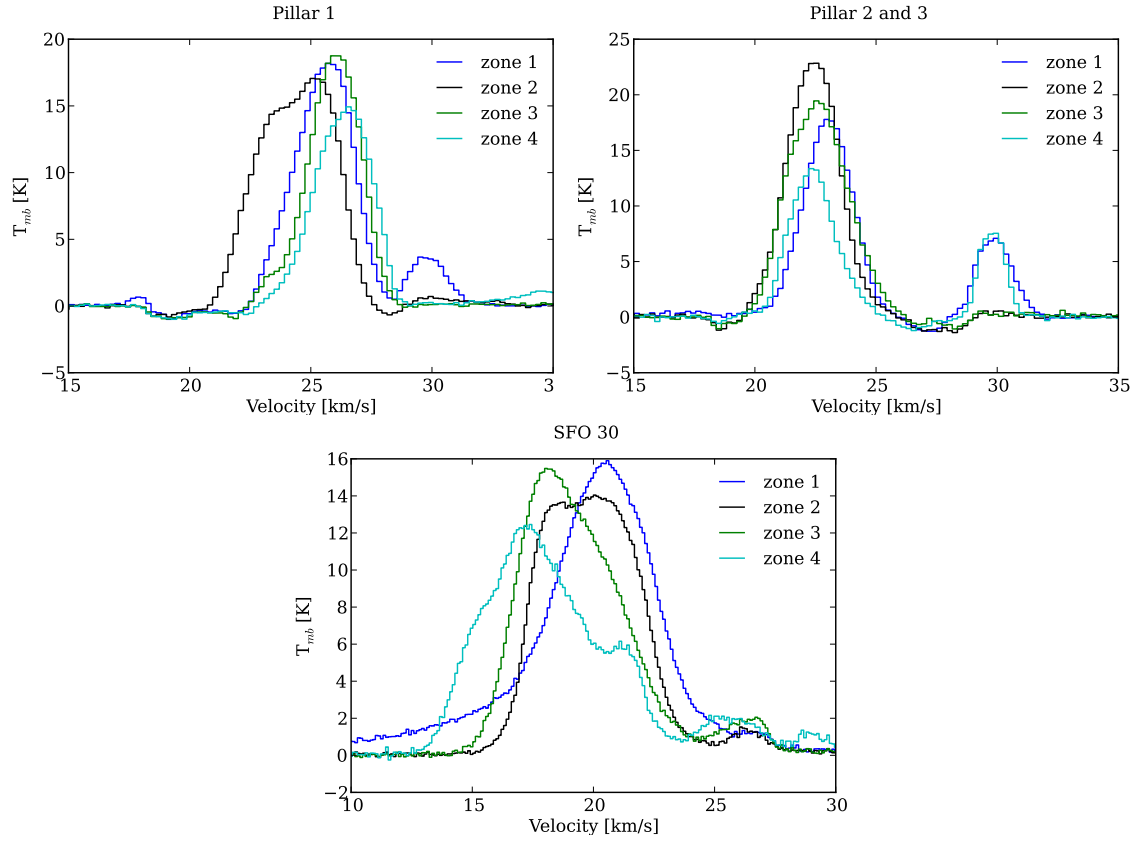 Pillar 1
20
15
10
5
0
−5
T_mb [K]
zone 1
zone 2
zone 3
zone 4
15 20 25 30 3
Velocity [km/s]
Pillar 2 and 3
25
20
15
10
5
0
−5
T_mb [K]
zone 1
zone 2
zone 3
zone 4
15 20 25 30 35
Velocity [km/s]
SFO 30
16
14
12
10
8
6
4
2
0
−2
T_mb [K]
zone 1
zone 2
zone 3
zone 4
10 15 20 25 30
Velocity [km/s]